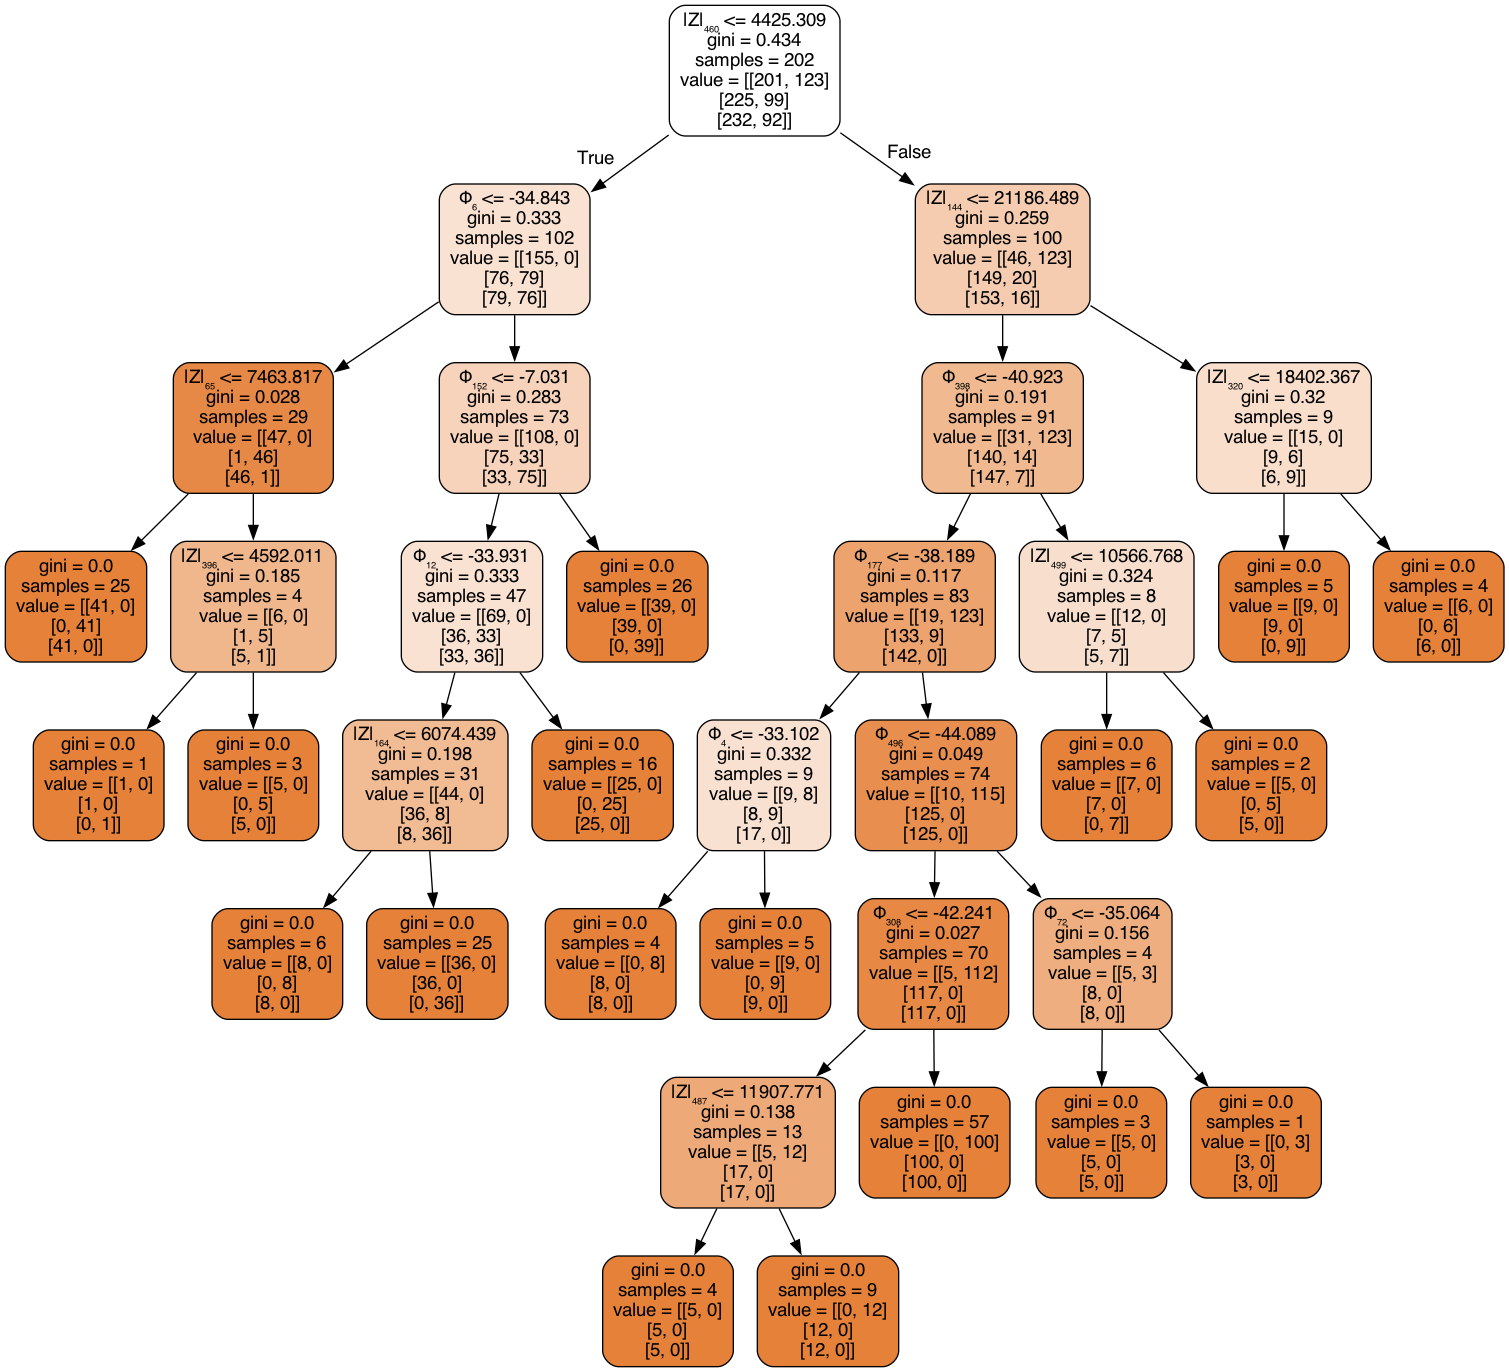 |Z|₄₆₀ <= 4425.309
gini = 0.434
samples = 202
value = [[201, 123]
[225, 99]
[232, 92]]
True
False
Φ₆ <= -34.843
gini = 0.333
samples = 102
value = [[155, 0]
[76, 79]
[79, 76]]
|Z|₁₄₄ <= 21186.489
gini = 0.259
samples = 100
value = [[46, 123]
[149, 20]
[153, 16]]
|Z|₆₅ <= 7463.817
gini = 0.028
samples = 29
value = [[47, 0]
[1, 46]
[46, 1]]
Φ₁₅₂ <= -7.031
gini = 0.283
samples = 73
value = [[108, 0]
[75, 33]
[33, 75]]
Φ₃₉₈ <= -40.923
gini = 0.191
samples = 91
value = [[31, 123]
[140, 14]
[147, 7]]
|Z|₃₂₀ <= 18402.367
gini = 0.32
samples = 9
value = [[15, 0]
[9, 6]
[6, 9]]
gini = 0.0
samples = 25
value = [[41, 0]
[0, 41]
[41, 0]]
|Z|₃₉₆ <= 4592.011
gini = 0.185
samples = 4
value = [[6, 0]
[1, 5]
[5, 1]]
Φ₁₂ <= -33.931
gini = 0.333
samples = 47
value = [[69, 0]
[36, 33]
[33, 36]]
gini = 0.0
samples = 26
value = [[39, 0]
[39, 0]
[0, 39]]
Φ₁₇₇ <= -38.189
gini = 0.117
samples = 83
value = [[19, 123]
[133, 9]
[142, 0]]
|Z|₄₉₉ <= 10566.768
gini = 0.324
samples = 8
value = [[12, 0]
[7, 5]
[5, 7]]
gini = 0.0
samples = 5
value = [[9, 0]
[9, 0]
[0, 9]]
gini = 0.0
samples = 4
value = [[6, 0]
[0, 6]
[6, 0]]
gini = 0.0
samples = 1
value = [[1, 0]
[1, 0]
[0, 1]]
gini = 0.0
samples = 3
value = [[5, 0]
[0, 5]
[5, 0]]
|Z|₁₆₄ <= 6074.439
gini = 0.198
samples = 31
value = [[44, 0]
[36, 8]
[8, 36]]
gini = 0.0
samples = 16
value = [[25, 0]
[0, 25]
[25, 0]]
Φ₄ <= -33.102
gini = 0.332
samples = 9
value = [[9, 8]
[8, 9]
[17, 0]]
Φ₄₉₆ <= -44.089
gini = 0.049
samples = 74
value = [[10, 115]
[125, 0]
[125, 0]]
gini = 0.0
samples = 6
value = [[7, 0]
[7, 0]
[0, 7]]
gini = 0.0
samples = 2
value = [[5, 0]
[0, 5]
[5, 0]]
gini = 0.0
samples = 6
value = [[8, 0]
[0, 8]
[8, 0]]
gini = 0.0
samples = 25
value = [[36, 0]
[36, 0]
[0, 36]]
gini = 0.0
samples = 4
value = [[0, 8]
[8, 0]
[8, 0]]
gini = 0.0
samples = 5
value = [[9, 0]
[0, 9]
[9, 0]]
Φ₃₀₈ <= -42.241
gini = 0.027
samples = 70
value = [[5, 112]
[117, 0]
[117, 0]]
Φ₇₂ <= -35.064
gini = 0.156
samples = 4
value = [[5, 3]
[8, 0]
[8, 0]]
|Z|₄₈₇ <= 11907.771
gini = 0.138
samples = 13
value = [[5, 12]
[17, 0]
[17, 0]]
gini = 0.0
samples = 57
value = [[0, 100]
[100, 0]
[100, 0]]
gini = 0.0
samples = 3
value = [[5, 0]
[5, 0]
[5, 0]]
gini = 0.0
samples = 1
value = [[0, 3]
[3, 0]
[3, 0]]
gini = 0.0
samples = 4
value = [[5, 0]
[5, 0]
[5, 0]]
gini = 0.0
samples = 9
value = [[0, 12]
[12, 0]
[12, 0]]